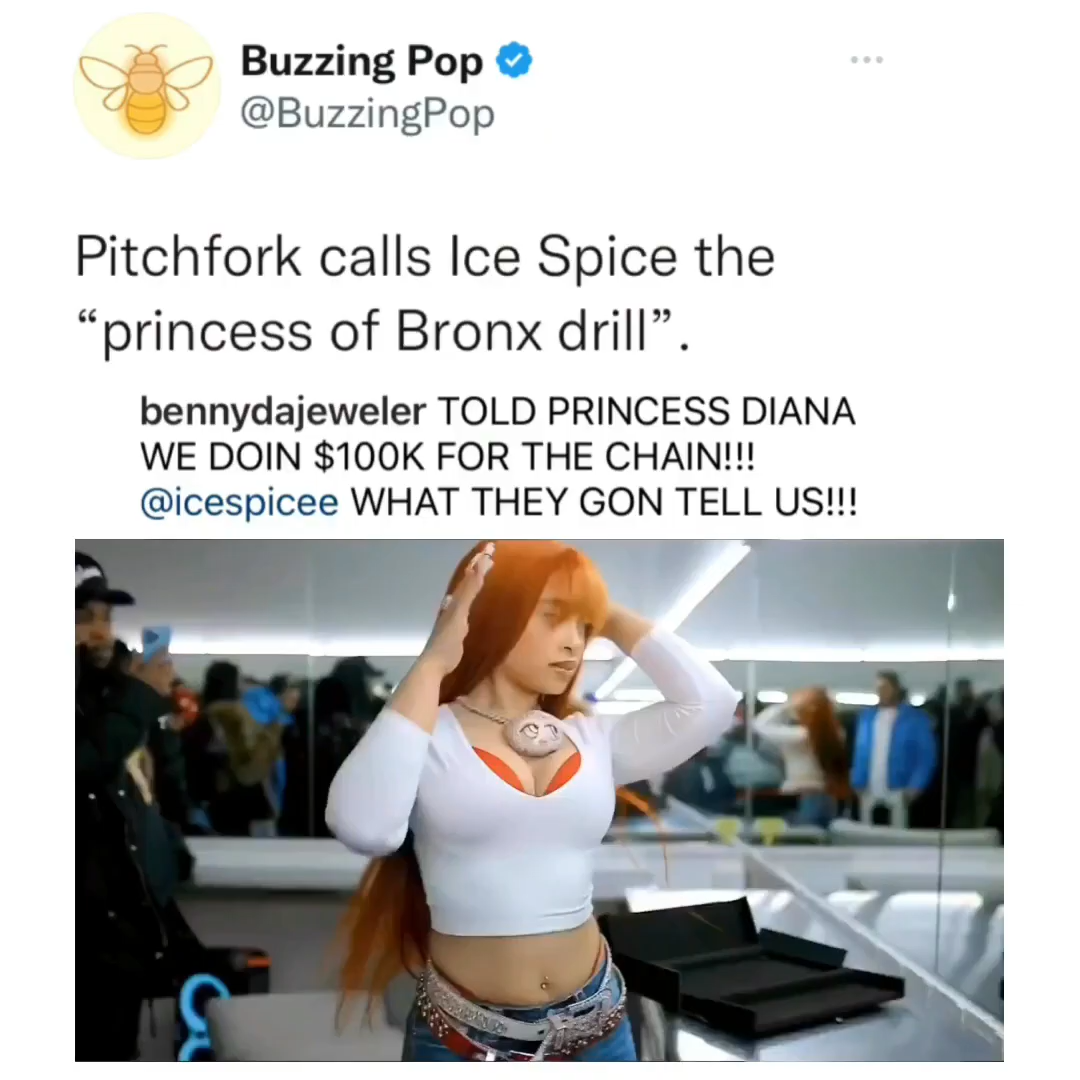 Buzzing Pop
@BuzzingPop
Pitchfork calls Ice Spice the
“princess of Bronx drill”.
bennydajeweler TOLD PRINCESS DIANA
WE DOIN $100K FOR THE CHAIN!!!
@icespicee WHAT THEY GON TELL US!!!